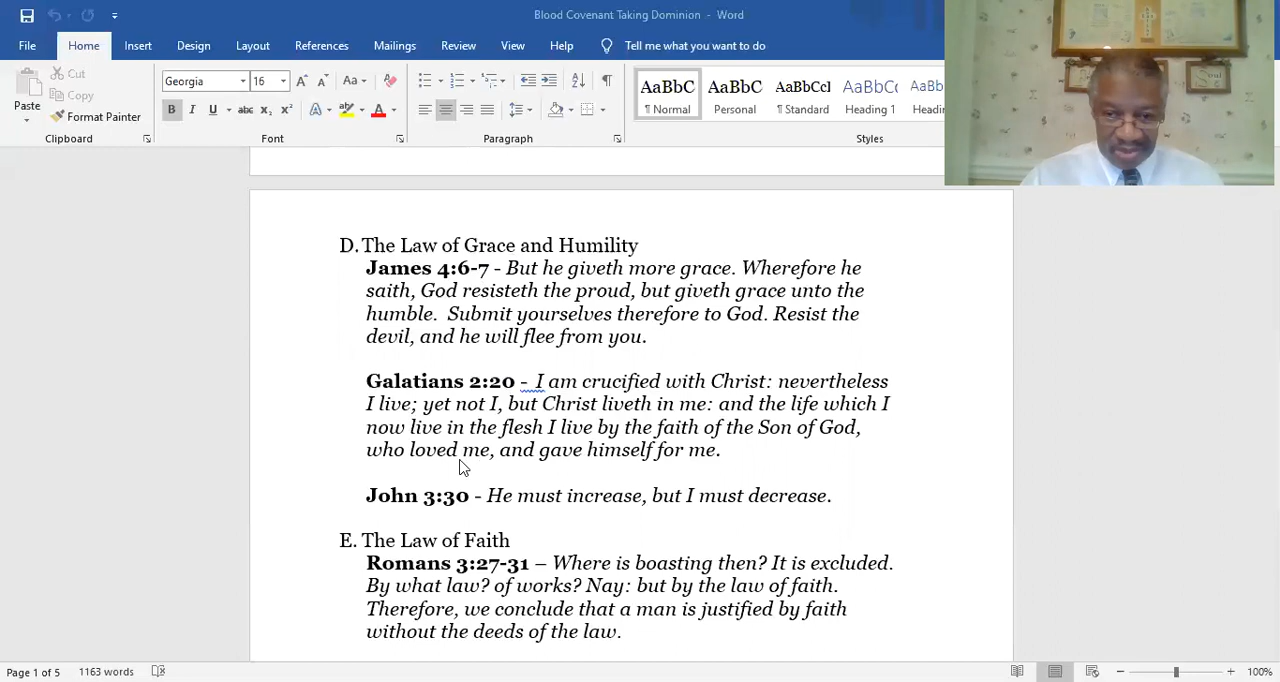 Blood Covenant Taking Dominion - Word
File Home Insert Design Layout References Mailings Review View Help Tell me what you want to do
Paste
Cut
Copy
Format Painter
Clipboard
Georgia 16
Aa
B I U abc x₂ x² A ab A
Font
Paragraph
AaBbC AaBbC AaBbCcI AaBbC AaBb
¶ Normal Personal ¶ Standard Heading 1 Headin
Styles
D. The Law of Grace and Humility
James 4:6-7 - But he giveth more grace. Wherefore he
saith, God resisteth the proud, but giveth grace unto the
humble. Submit yourselves therefore to God. Resist the
devil, and he will flee from you.
Galatians 2:20 - I am crucified with Christ: nevertheless
I live; yet not I, but Christ liveth in me: and the life which I
now live in the flesh I live by the faith of the Son of God,
who loved me, and gave himself for me.
John 3:30 - He must increase, but I must decrease.
E. The Law of Faith
Romans 3:27-31 – Where is boasting then? It is excluded.
By what law? of works? Nay: but by the law of faith.
Therefore, we conclude that a man is justified by faith
without the deeds of the law.
Page 1 of 5 1163 words
100%